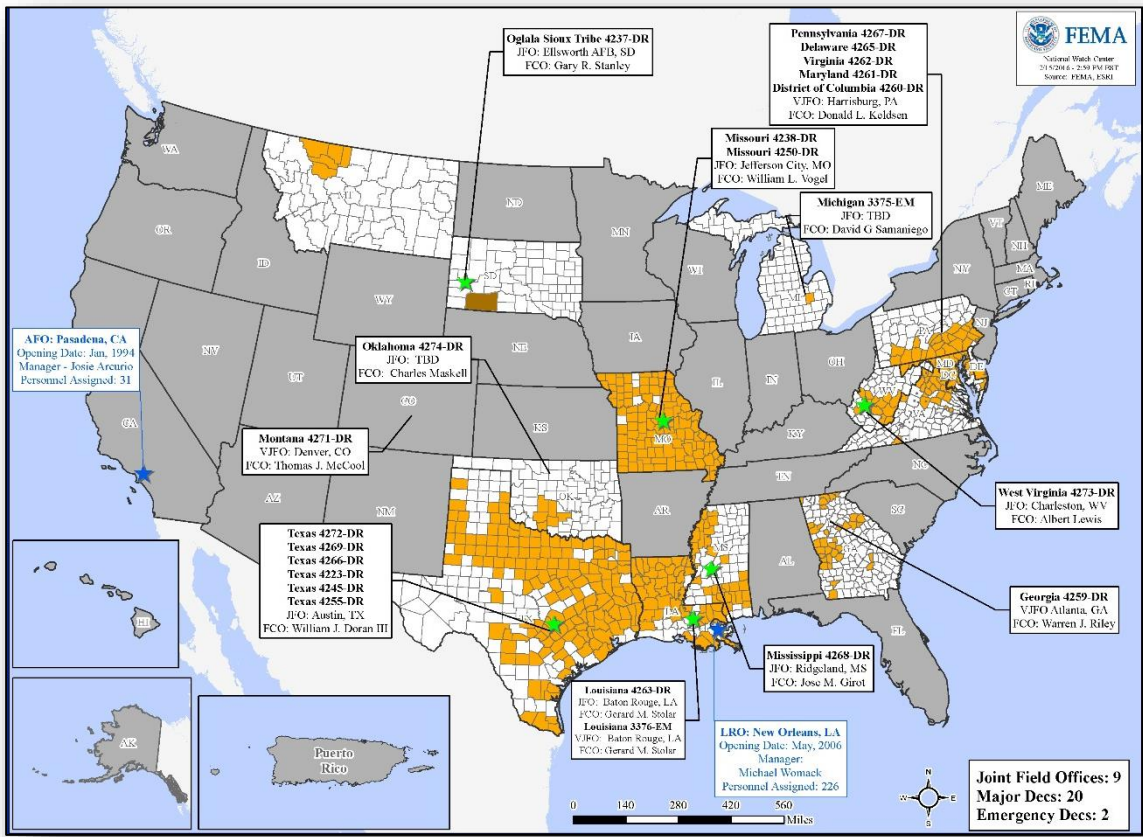 FEMA
National Watch Center
Source: FEMA, ESRI
Oglala Sioux Tribe 4237-DR
JFO: Ellsworth AFB, SD
FCO: Gary R. Stanley
Pennsylvania 4267-DR
Delaware 4265-DR
Virginia 4262-DR
Maryland 4261-DR
District of Columbia 4260-DR
VJFO: Harrisburg, PA
FCO: Donald L. Keldsen
Missouri 4238-DR
Missouri 4250-DR
JFO: Jefferson City, MO
FCO: William L. Vogel
Michigan 3375-EM
JFO: TBD
FCO: David G Samaniego
WA
OR
CA
NV
ID
UT
AZ
WY
CO
NM
ND
SD
NE
KS
OK
MN
IA
MO
AR
WI
IL
IN
MI
OH
KY
TN
MS
LA
AL
FL
SC
NC
VA
WV
PA
MD
DC
DE
NJ
NY
CT
RI
MA
VT
NH
ME
AFO: Pasadena, CA
Opening Date: Jan, 1994
Manager - Josie Arcurio
Personnel Assigned: 31
Oklahoma 4274-DR
JFO: TBD
FCO: Charles Maskell
Montana 4271-DR
VJFO: Denver, CO
FCO: Thomas J. McCool
Texas 4272-DR
Texas 4269-DR
Texas 4266-DR
Texas 4223-DR
Texas 4245-DR
Texas 4255-DR
JFO: Austin, TX
FCO: William J. Doran III
West Virginia 4273-DR
JFO: Charleston, WV
FCO: Albert Lewis
Georgia 4259-DR
VJFO Atlanta, GA
FCO: Warren J. Riley
Mississippi 4268-DR
JFO: Ridgeland, MS
FCO: Jose M. Girot
Louisiana 4263-DR
JFO: Baton Rouge, LA
FCO: Gerard M. Stolar
Louisiana 3376-EM
VJFO: Baton Rouge, LA
FCO: Gerard M. Stolar
LRO: New Orleans, LA
Opening Date: May, 2006
Manager:
Michael Womack
Personnel Assigned: 226
HI
AK
Puerto
Rico
N
W
E
S
0 140 280 420 560
Miles
Joint Field Offices: 9
Major Decs: 20
Emergency Decs: 2